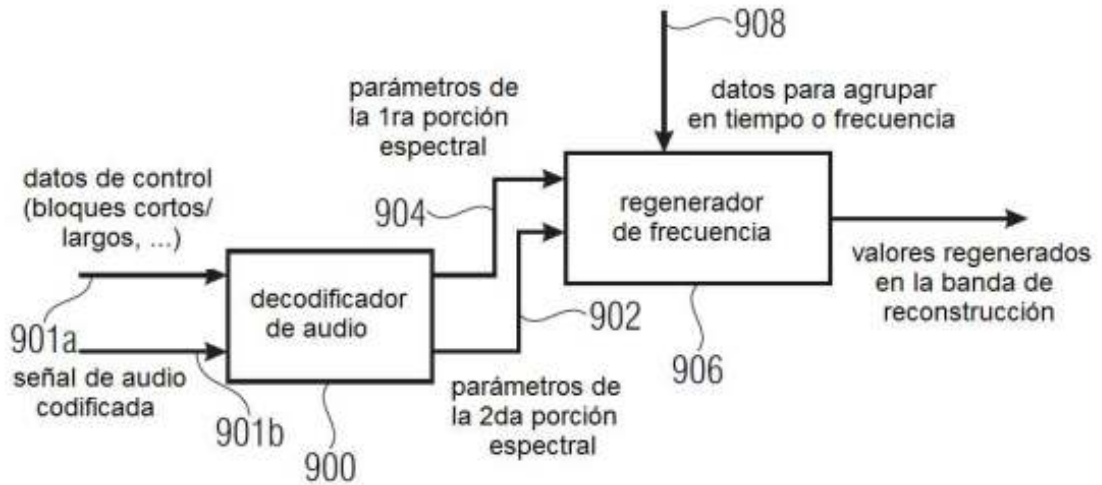 908
parámetros de
la 1ra porción
espectral
datos para agrupar
en tiempo o frecuencia
datos de control
(bloques cortos/
largos, ...)
904
regenerador
de frecuencia
valores regenerados
en la banda de
reconstrucción
decodificador
de audio
902
901a
906
señal de audio
codificada
901b
900
parámetros de
la 2da porción
espectral